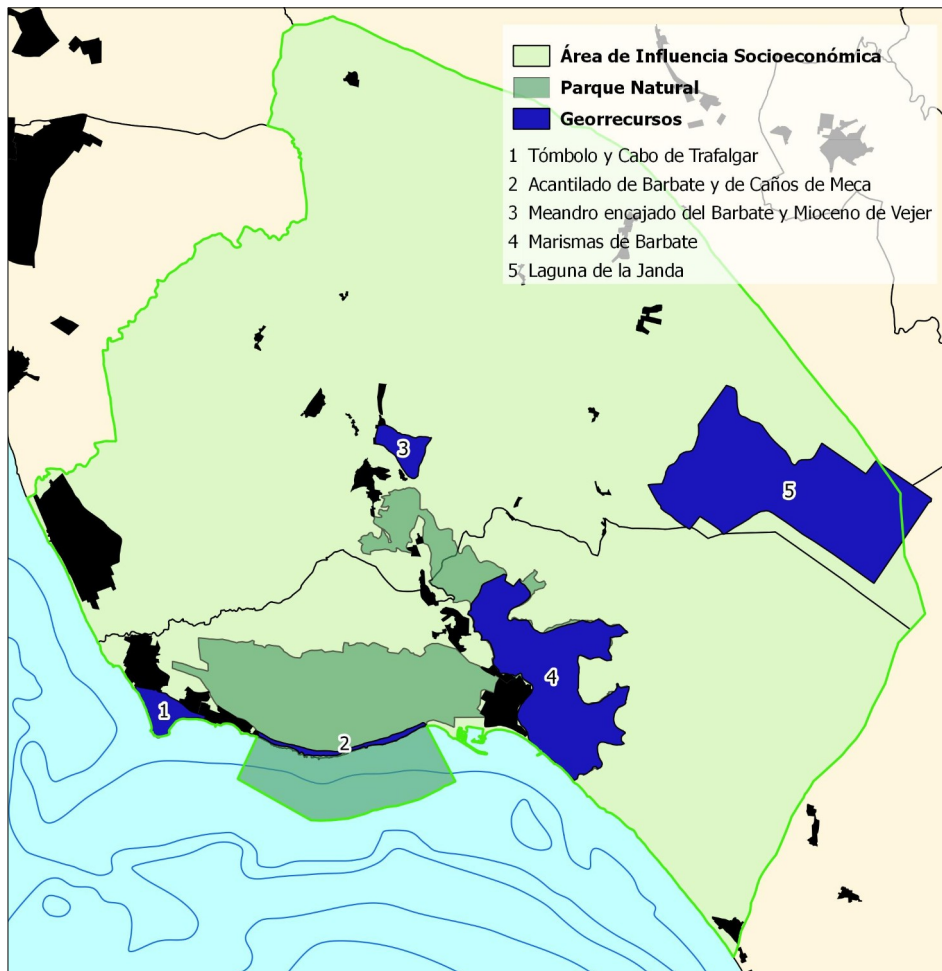 Área de Influencia Socioeconómica
Parque Natural
Georrecursos
1 Tómbolo y Cabo de Trafalgar
2 Acantilado de Barbate y de Caños de Meca
3 Meandro encajado del Barbate y Mioceno de Vejer
4 Marismas de Barbate
5 Laguna de la Janda
3
5
4
1
2